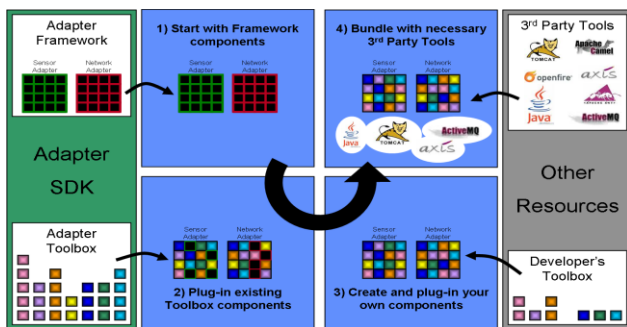 Adapter
Framework
Sensor
Adapter
Network
Adapter
Adapter
SDK
Adapter
Toolbox
1) Start with Framework
components
Sensor
Adapter
Network
Adapter
Sensor
Adapter
Network
Adapter
2) Plug-in existing
Toolbox components
4) Bundle with necessary
3rd Party Tools
Sensor
Adapter
Network
Adapter
Java
TOMCAT
ActiveMQ
axis
Sensor
Adapter
Network
Adapter
3) Create and plug-in your
own components
3rd Party Tools
TOMCAT
Apache
Camel
openfire
axis
Java
ActiveMQ
Other
Resources
Developer's
Toolbox